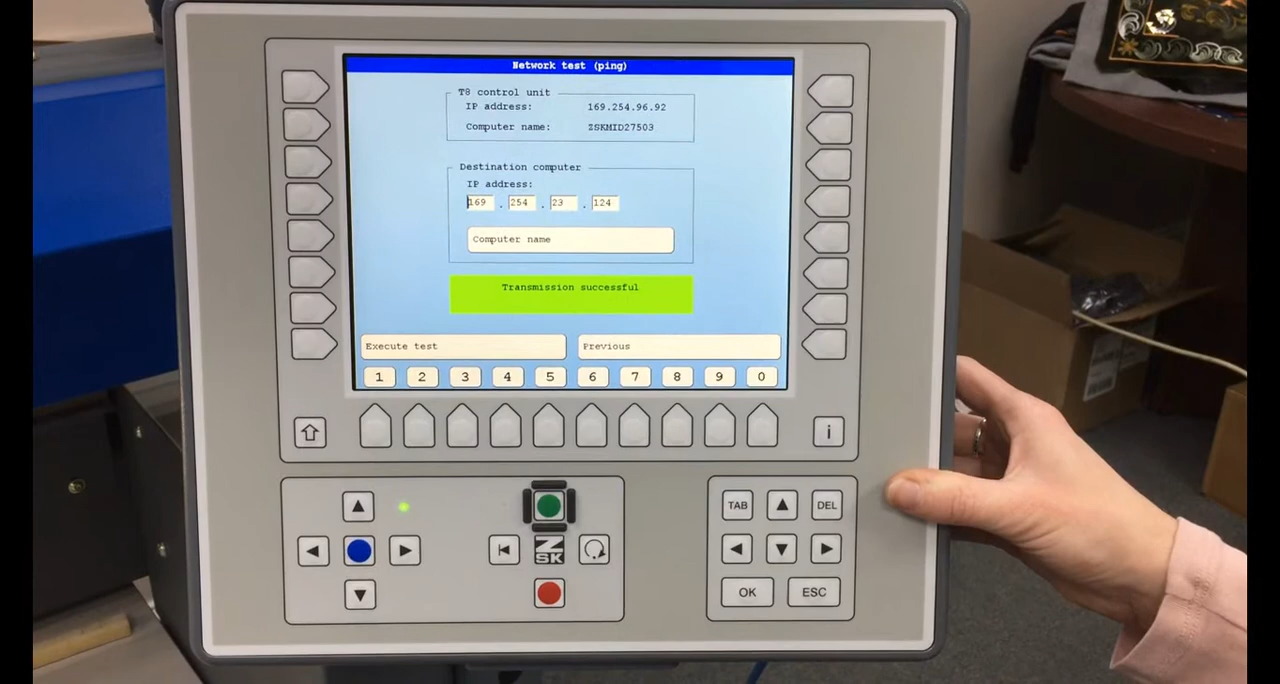 Network test (ping)
T8 control unit
IP address: 169.254.96.92
Computer name: ZSKMID27503
Destination computer
IP address:
169 . 254 . 23 . 124
Computer name
Transmission successful
Execute test Previous
1 2 3 4 5 6 7 8 9 0
i
TAB DEL
ZSK
OK ESC